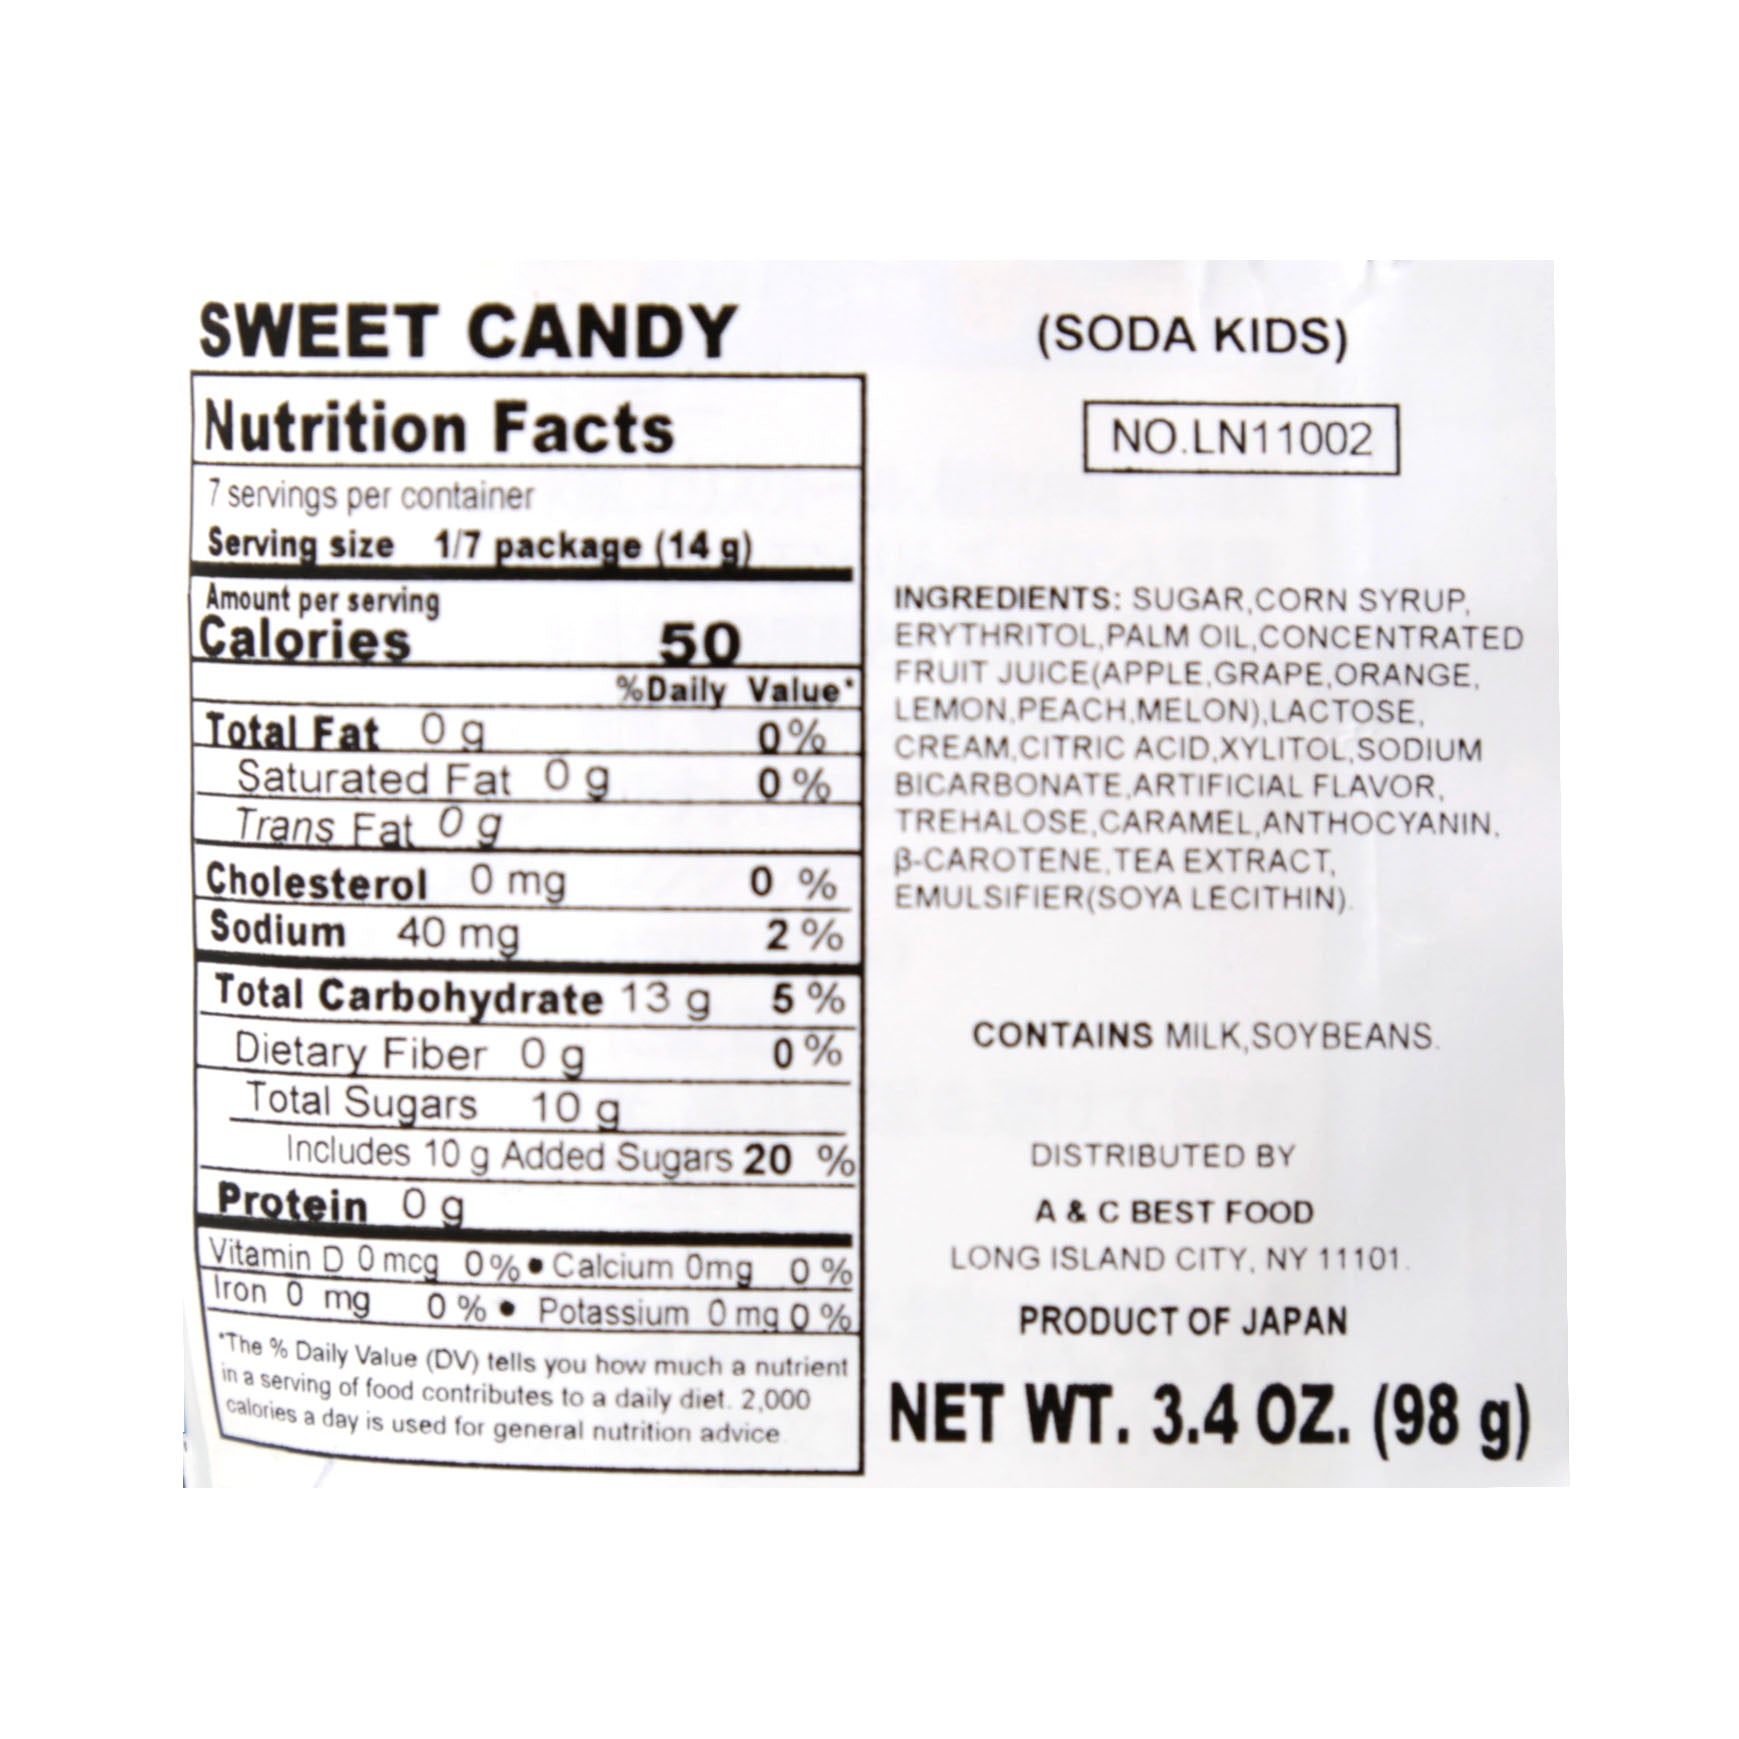 SWEET CANDY
(SODA KIDS)
NO.LN11002
Nutrition Facts
7 servings per container
Serving size 1/7 package (14 g)
Amount per serving
Calories 50
%Daily Value*
Total Fat 0 g 0%
Saturated Fat 0 g 0%
Trans Fat 0 g
Cholesterol 0 mg 0 %
Sodium 40 mg 2%
Total Carbohydrate 13 g 5%
Dietary Fiber 0 g 0%
Total Sugars 10 g
Includes 10 g Added Sugars 20 %
Protein 0 g
Vitamin D 0 mcg 0%• Calcium 0mg 0%
Iron 0 mg 0%• Potassium 0 mg 0%
*The % Daily Value (DV) tells you how much a nutrient
in a serving of food contributes to a daily diet. 2,000
calories a day is used for general nutrition advice
INGREDIENTS: SUGAR,CORN SYRUP,
ERYTHRITOL,PALM OIL,CONCENTRATED
FRUIT JUICE(APPLE,GRAPE,ORANGE,
LEMON,PEACH,MELON),LACTOSE,
CREAM,CITRIC ACID,XYLITOL,SODIUM
BICARBONATE,ARTIFICIAL FLAVOR,
TREHALOSE,CARAMEL,ANTHOCYANIN,
β-CAROTENE,TEA EXTRACT,
EMULSIFIER(SOYA LECITHIN).
CONTAINS MILK,SOYBEANS.
DISTRIBUTED BY
A & C BEST FOOD
LONG ISLAND CITY, NY 11101.
PRODUCT OF JAPAN
NET WT. 3.4 OZ. (98 g)